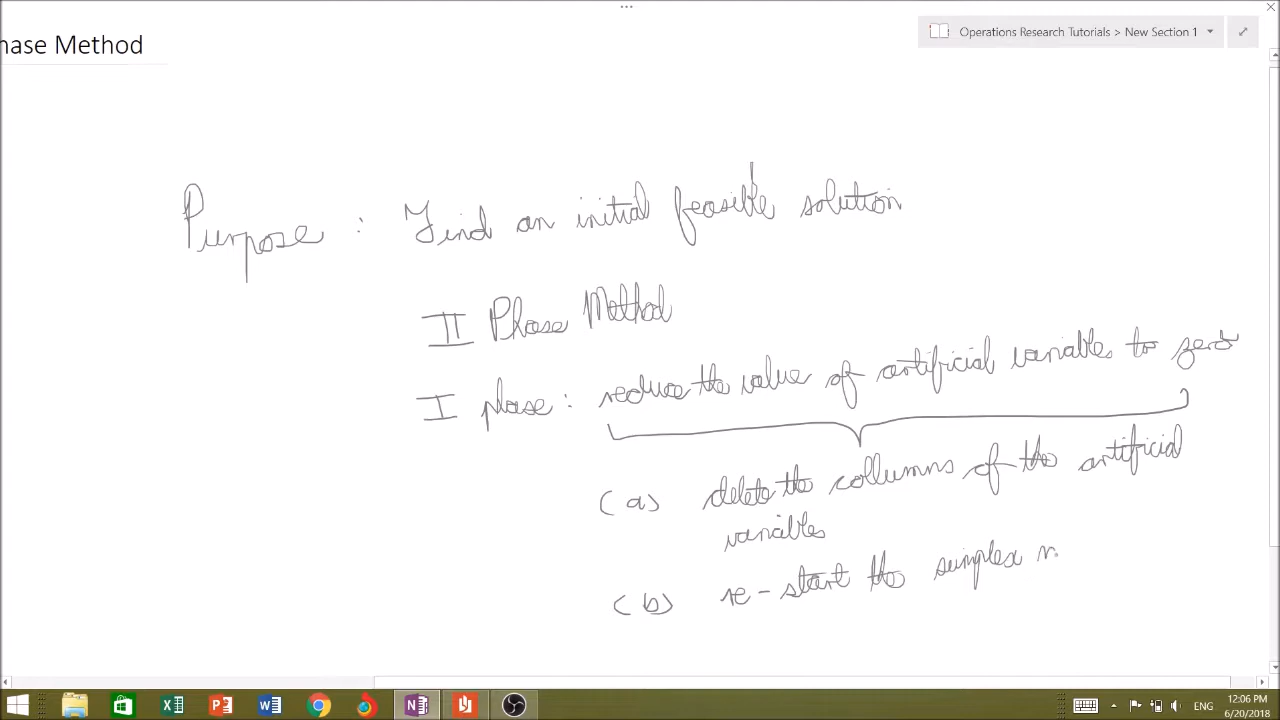 Operations Research Tutorials > New Section 1
hase Method
Purpose : Find an initial feasible solution
II Phase Method
I phase : reduce the value of artificial variables to zero
(a) delete the collumns of the artificial
variables
(b) re-start the simplex
12:06 PM
ENG
6/20/2018